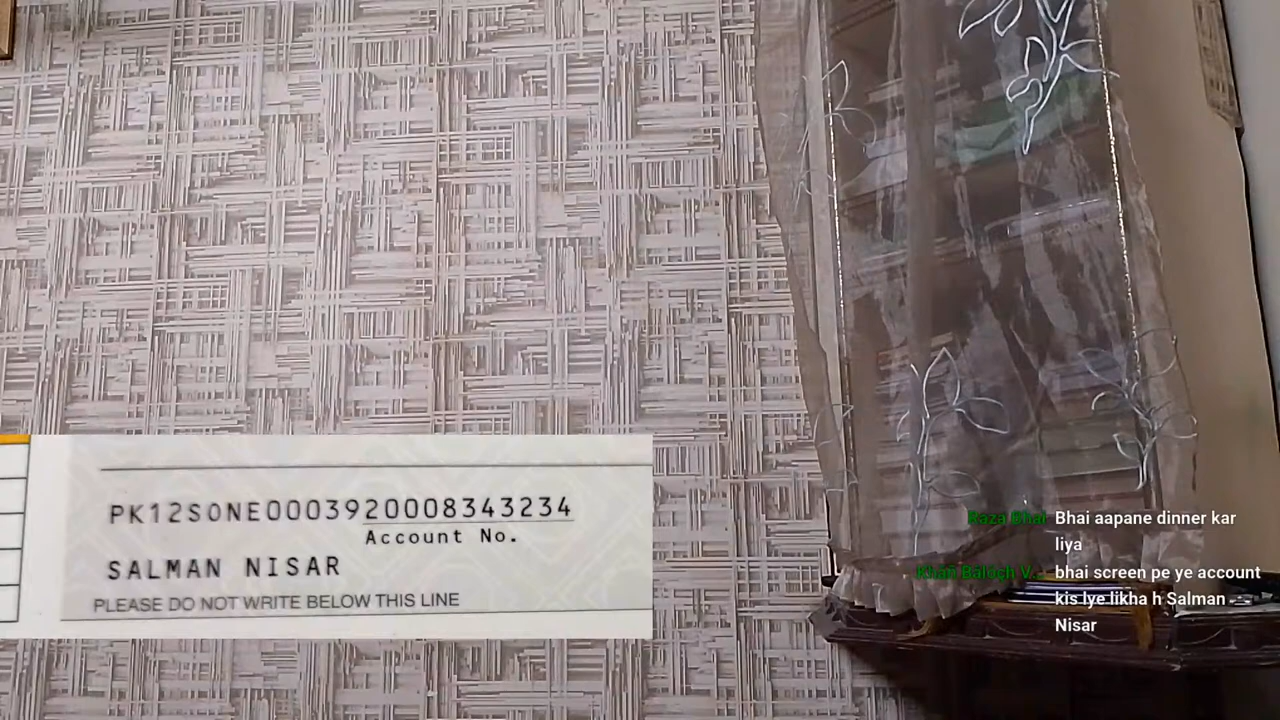 PK12SONE0003920008343234
Account No.
SALMAN NISAR
PLEASE DO NOT WRITE BELOW THIS LINE
Raza Bhai Bhai aapane dinner kar
liya
Khan Baloch V... bhai screen pe ye account
kis lye likha h Salman
Nisar